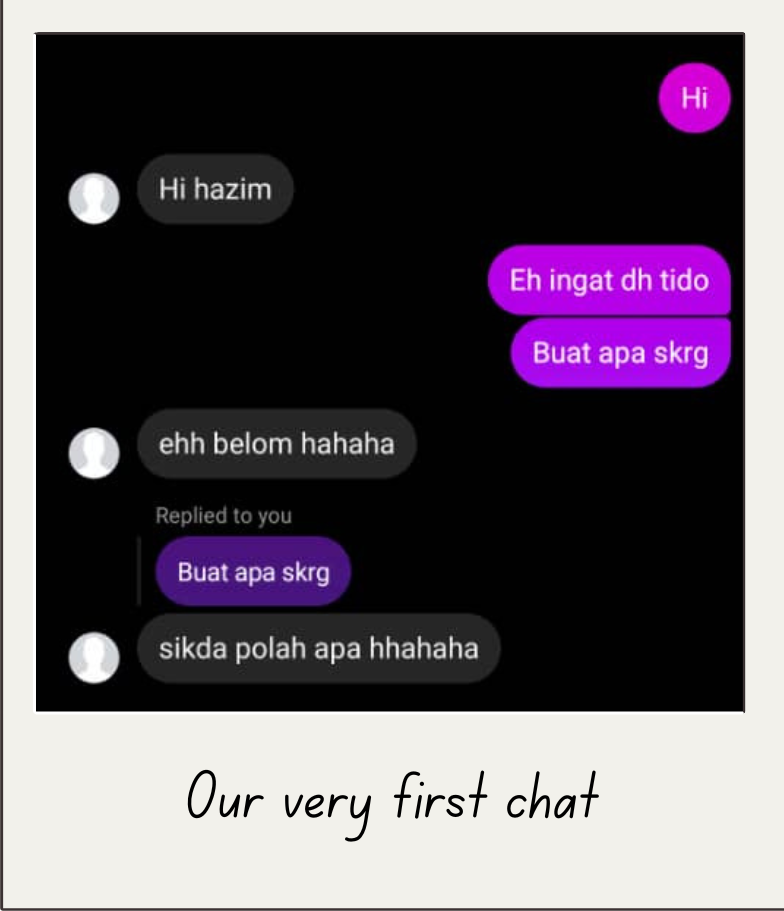 Hi
Hi hazim
Eh ingat dh tido
Buat apa skrg
ehh belom hahaha
Replied to you
Buat apa skrg
sikda polah apa hhahaha
Our very first chat